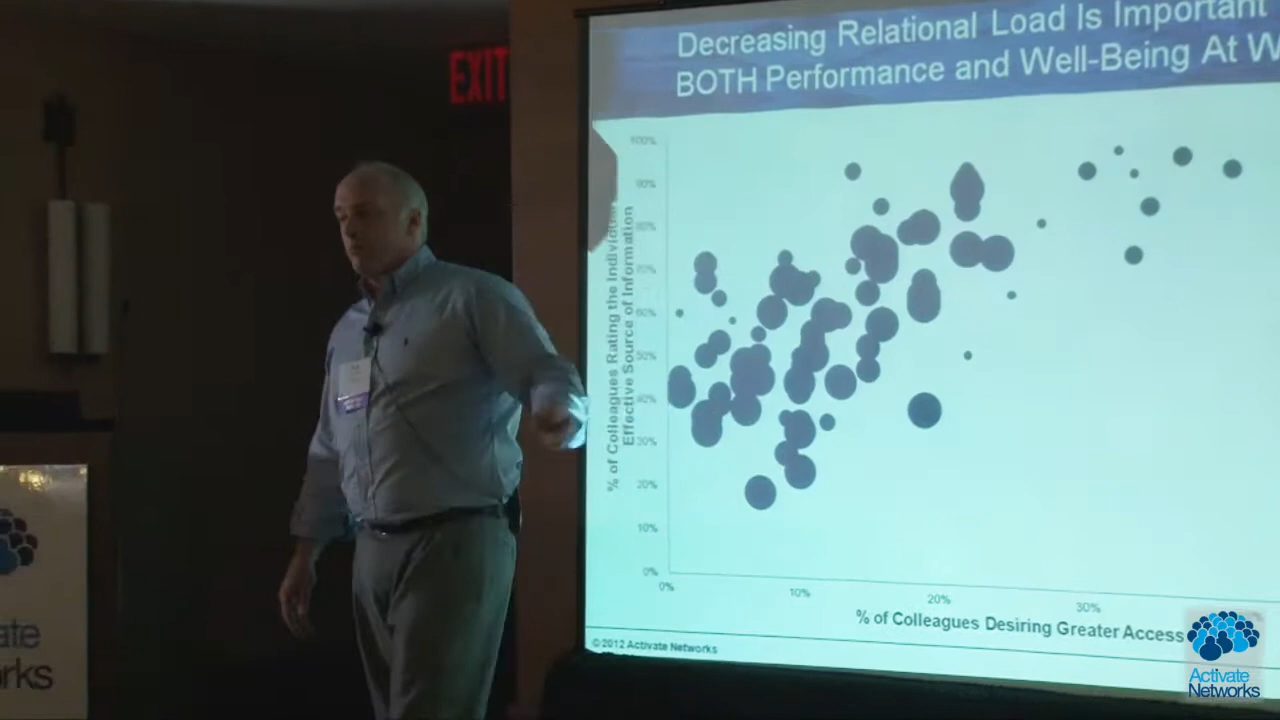 EXIT
Decreasing Relational Load Is Important
BOTH Performance and Well-Being At W
% of Colleagues Rating the Individual
Effective Source of Information
100%
90%
80%
70%
60%
50%
40%
30%
20%
10%
0%
0%
10%
20%
30%
% of Colleagues Desiring Greater Access
©2012 Activate Networks
ate
rks
Activate
Networks